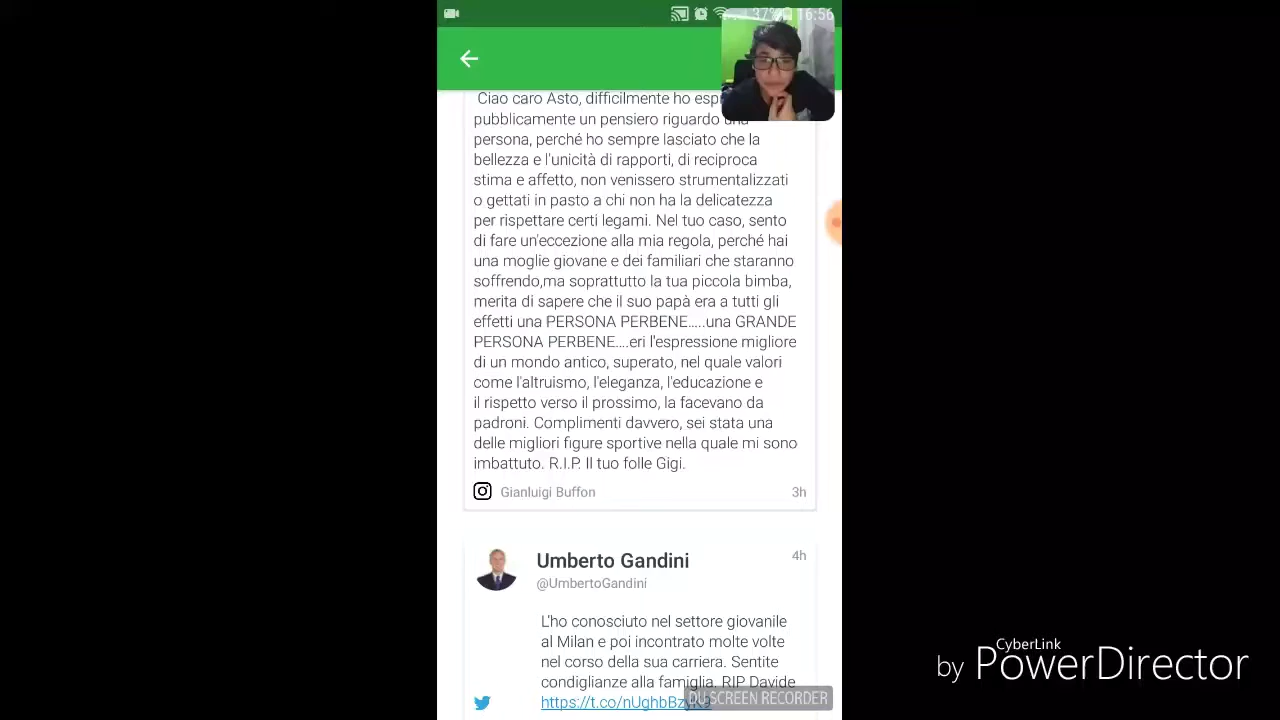 37%
16:56
Ciao caro Asto, difficilmente ho
pubblicamente un pensiero riguardo una
persona, perché ho sempre lasciato che la
bellezza e l'unicità di rapporti, di reciproca
stima e affetto, non venissero strumentalizzati
o gettati in pasto a chi non ha la delicatezza
per rispettare certi legami. Nel tuo caso, sento
di fare un'eccezione alla mia regola, perché hai
una moglie giovane e dei familiari che staranno
soffrendo,ma soprattutto la tua piccola bimba,
merita di sapere che il suo papà era a tutti gli
effetti una PERSONA PERBENE.....una GRANDE
PERSONA PERBENE....eri l'espressione migliore
di un mondo antico, superato, nel quale valori
come l'altruismo, l'eleganza, l'educazione e
il rispetto verso il prossimo, la facevano da
padroni. Complimenti davvero, sei stata una
delle migliori figure sportive nella quale mi sono
imbattuto. R.I.P. Il tuo folle Gigi.
Gianluigi Buffon 3h
Umberto Gandini 4h
@UmbertoGandini
L'ho conosciuto nel settore giovanile
al Milan e poi incontrato molte volte
nel corso della sua carriera. Sentite
condiglianze alla famiglia. RIP Davide
DU SCREEN RECORDER
by CyberLink
PowerDirector